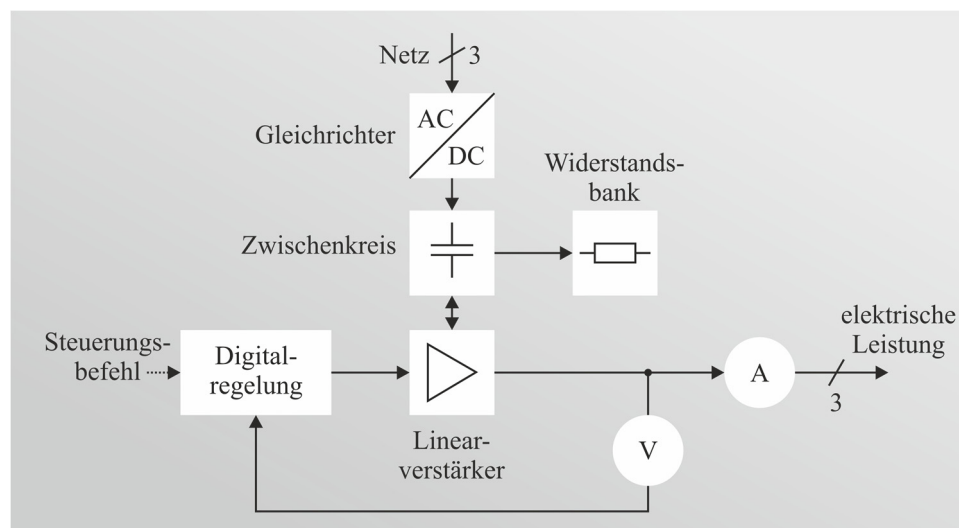 Netz
3
AC
DC
Gleichrichter
Widerstands-
bank
Zwischenkreis
elektrische
Leistung
Steuerungs-
befehl
Digital-
regelung
A
3
V
Linear-
verstärker